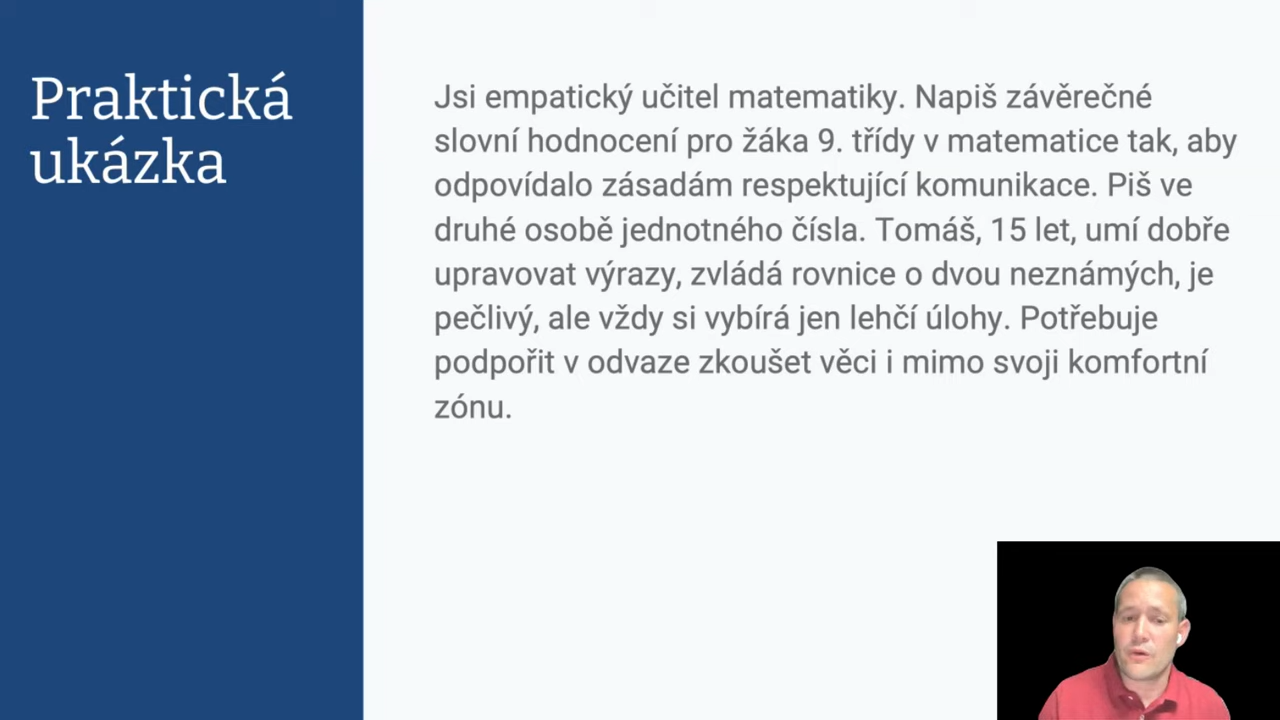 Praktická
ukázka
Jsi empatický učitel matematiky. Napiš závěrečné
slovní hodnocení pro žáka 9. třídy v matematice tak, aby
odpovídalo zásadám respektující komunikace. Piš ve
druhé osobě jednotného čísla. Tomáš, 15 let, umí dobře
upravovat výrazy, zvládá rovnice o dvou neznámých, je
pečlivý, ale vždy si vybírá jen lehčí úlohy. Potřebuje
podpořit v odvaze zkoušet věci i mimo svoji komfortní
zónu.